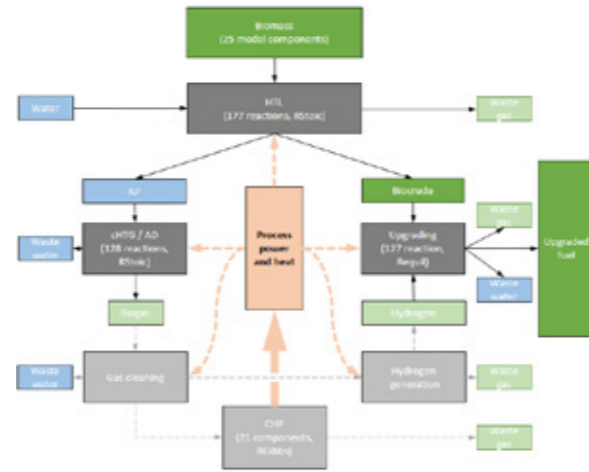 Biomass
(25 model components)
Water
HTL
(177 reactions, RStoic)
Waste
gas
AP
Biocrude
Waste
water
cHTG / AD
(128 reactions,
RStoic)
Process
power
and heat
Upgrading
(127 reaction,
Requil)
Waste
gas
Waste
water
Upgraded
fuel
Biogas
Hydrogen
Waste
water
Gas cleaning
Hydrogen
generation
Waste
gas
CHP
(21 components,
RGibbs)
Waste
gas